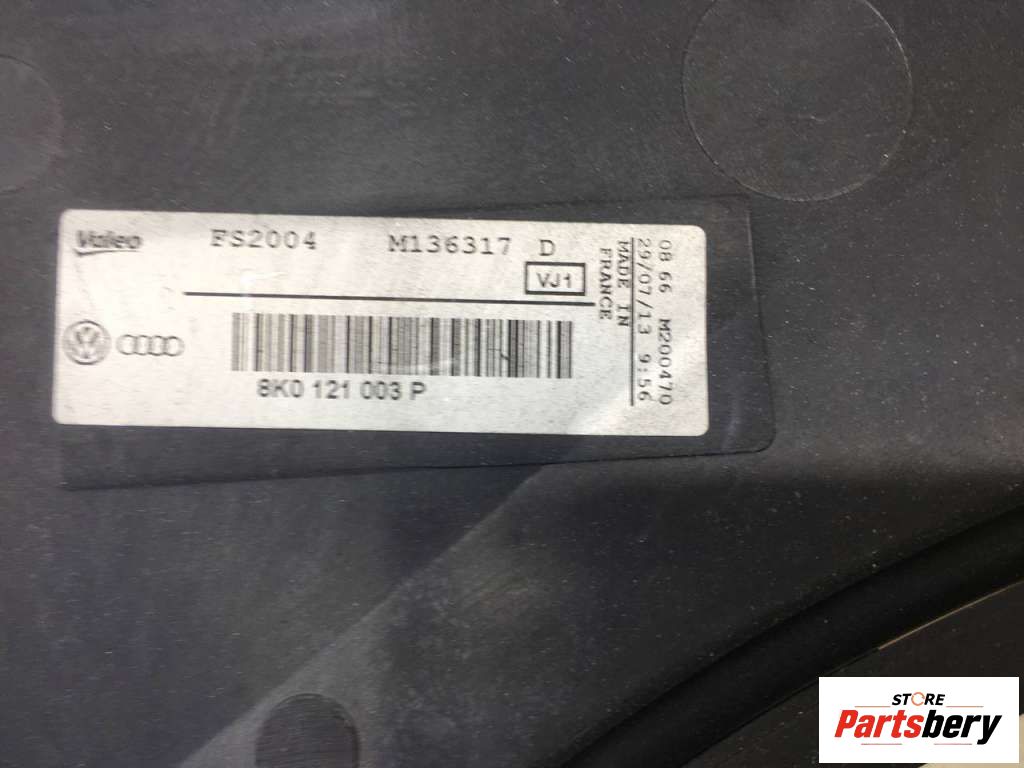 Valeo FS2004 M136317 D
VJ1
8K0 121 003 P
08 66 M200470
29/07/13 9:56
MADE IN
FRANCE
STORE
Partsbery